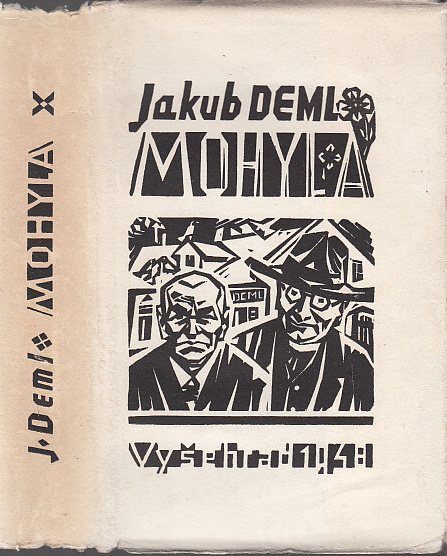 J. Deml MOHYLA
Jakub DEML
MOHYLA
DEML
Vyšehrad 1948